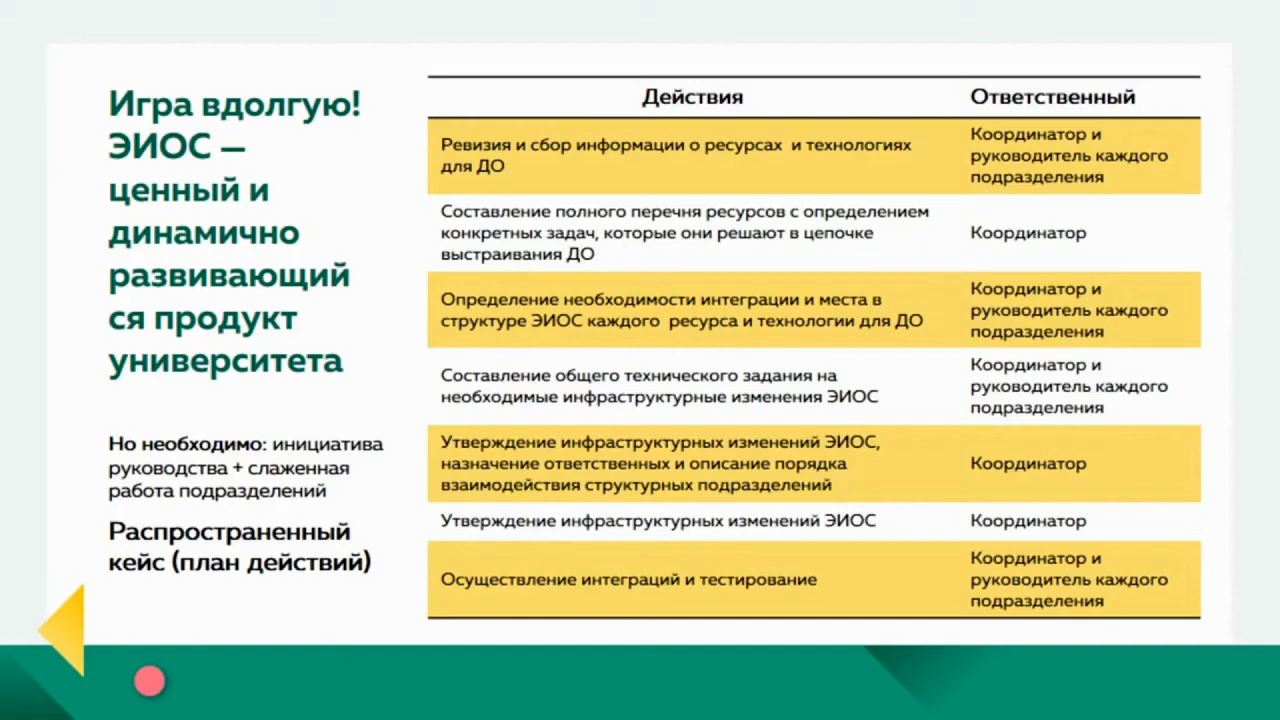 Игра вдолгую!
ЭИОС —
ценный и
динамично
развивающий
ся продукт
университета
Но необходимо: инициатива
руководства + слаженная
работа подразделений
Распространенный
кейс (план действий)
Действия
Ответственный
Ревизия и сбор информации о ресурсах и технологиях
для ДО
Координатор и
руководитель каждого
подразделения
Составление полного перечня ресурсов с определением
конкретных задач, которые они решают в цепочке
выстраивания ДО
Координатор
Определение необходимости интеграции и места в
структуре ЭИОС каждого ресурса и технологии для ДО
Координатор и
руководитель каждого
подразделения
Составление общего технического задания на
необходимые инфраструктурные изменения ЭИОС
Координатор и
руководитель каждого
подразделения
Утверждение инфраструктурных изменений ЭИОС,
назначение ответственных и описание порядка
взаимодействия структурных подразделений
Координатор
Утверждение инфраструктурных изменений ЭИОС
Координатор
Осуществление интеграций и тестирование
Координатор и
руководитель каждого
подразделения